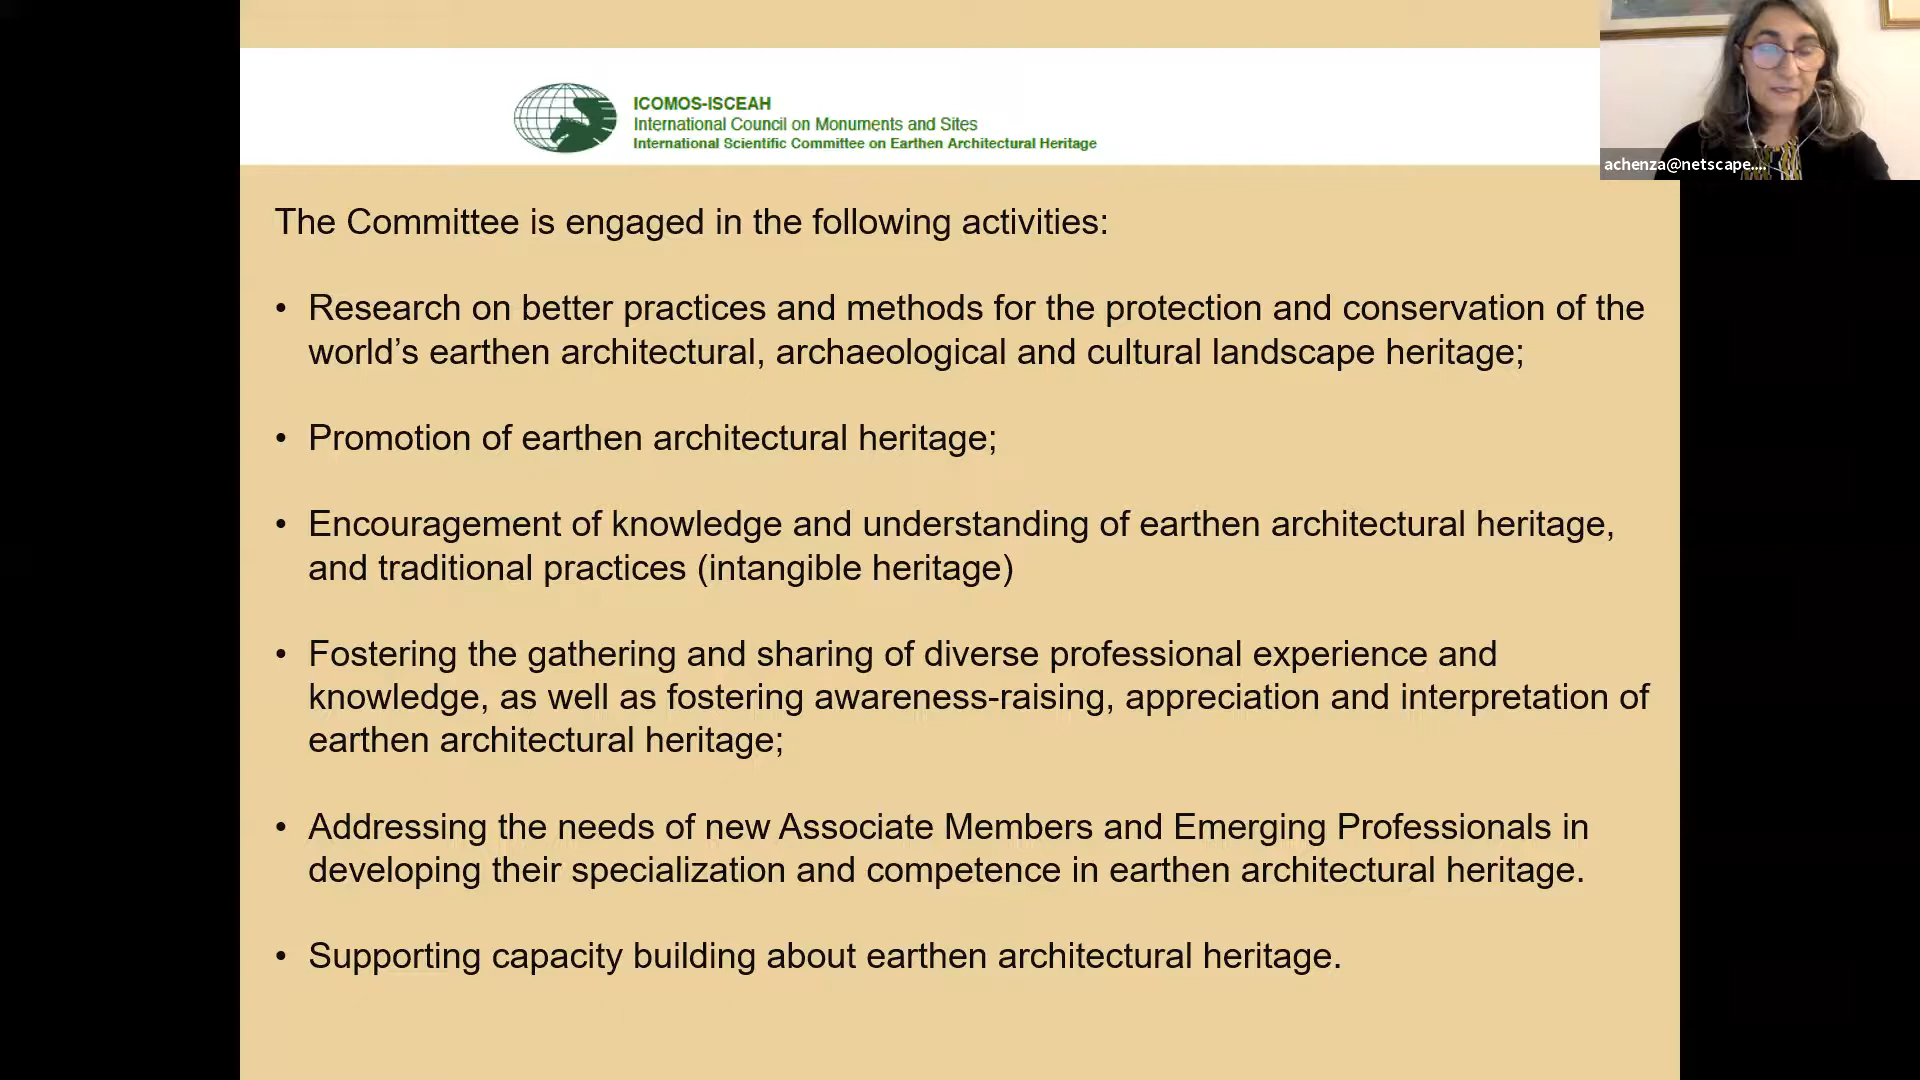 ICOMOS-ISCEAH
International Council on Monuments and Sites
International Scientific Committee on Earthen Architectural Heritage
achenza@netscape....
The Committee is engaged in the following activities:
• Research on better practices and methods for the protection and conservation of the
world’s earthen architectural, archaeological and cultural landscape heritage;
• Promotion of earthen architectural heritage;
• Encouragement of knowledge and understanding of earthen architectural heritage,
and traditional practices (intangible heritage)
• Fostering the gathering and sharing of diverse professional experience and
knowledge, as well as fostering awareness-raising, appreciation and interpretation of
earthen architectural heritage;
• Addressing the needs of new Associate Members and Emerging Professionals in
developing their specialization and competence in earthen architectural heritage.
• Supporting capacity building about earthen architectural heritage.